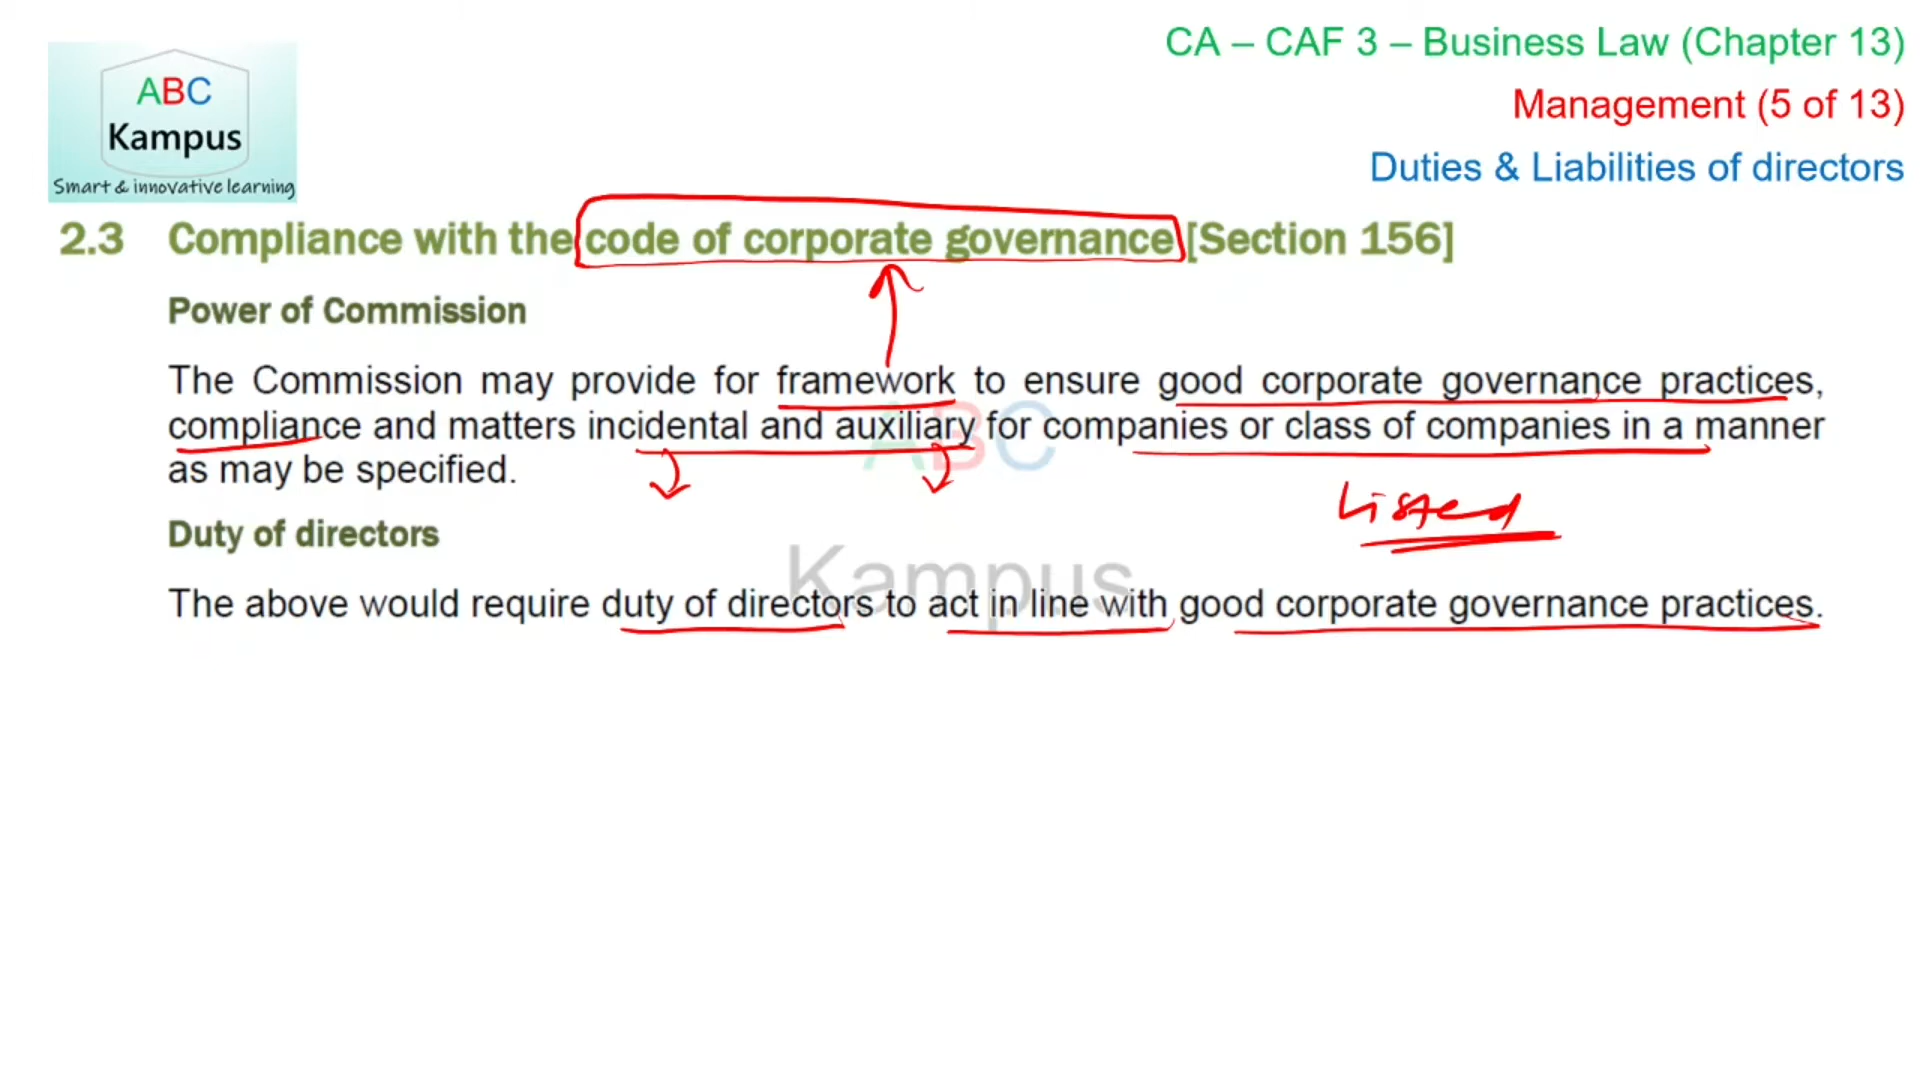 ABC
Kampus
Smart & innovative learning
CA – CAF 3 – Business Law (Chapter 13)
Management (5 of 13)
Duties & Liabilities of directors
2.3 Compliance with the code of corporate governance [Section 156]
Power of Commission
The Commission may provide for framework to ensure good corporate governance practices,
compliance and matters incidental and auxiliary for companies or class of companies in a manner
as may be specified.
Listed
Duty of directors
The above would require duty of directors to act in line with good corporate governance practices.
ABC
Kampus